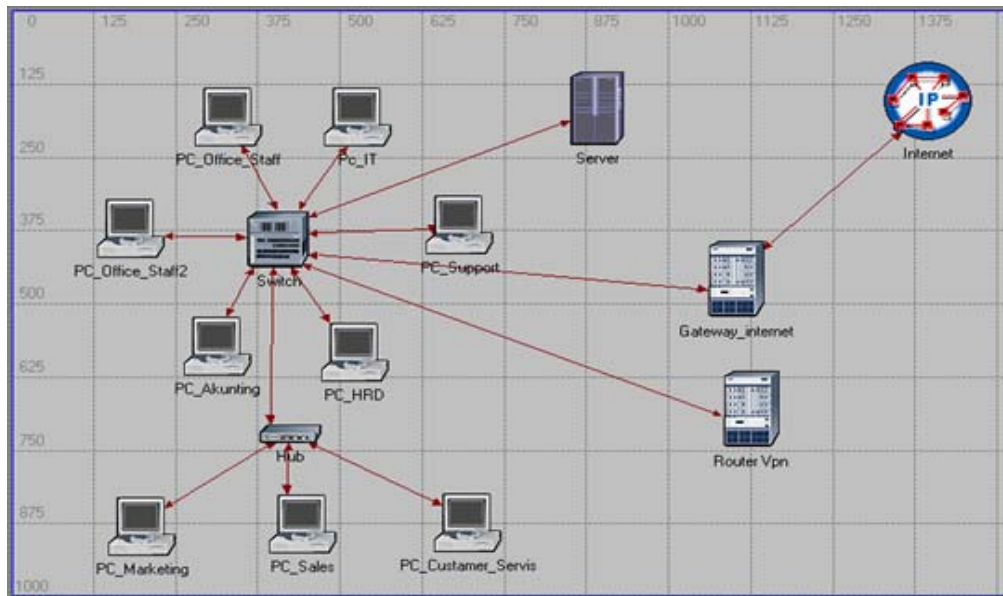 0 125 250 375 500 625 750 875 1000 1125 1250 1375
125
250
375
500
625
750
875
1000
PC_Office_Staff
Pc_IT
Server
IP
Internet
PC_Office_Staff2
Switch
PC_Support
Gateway_internet
PC_Akunting
PC_HRD
Hub
Router Vpn
PC_Marketing
PC_Sales
PC_Custamer_Servis